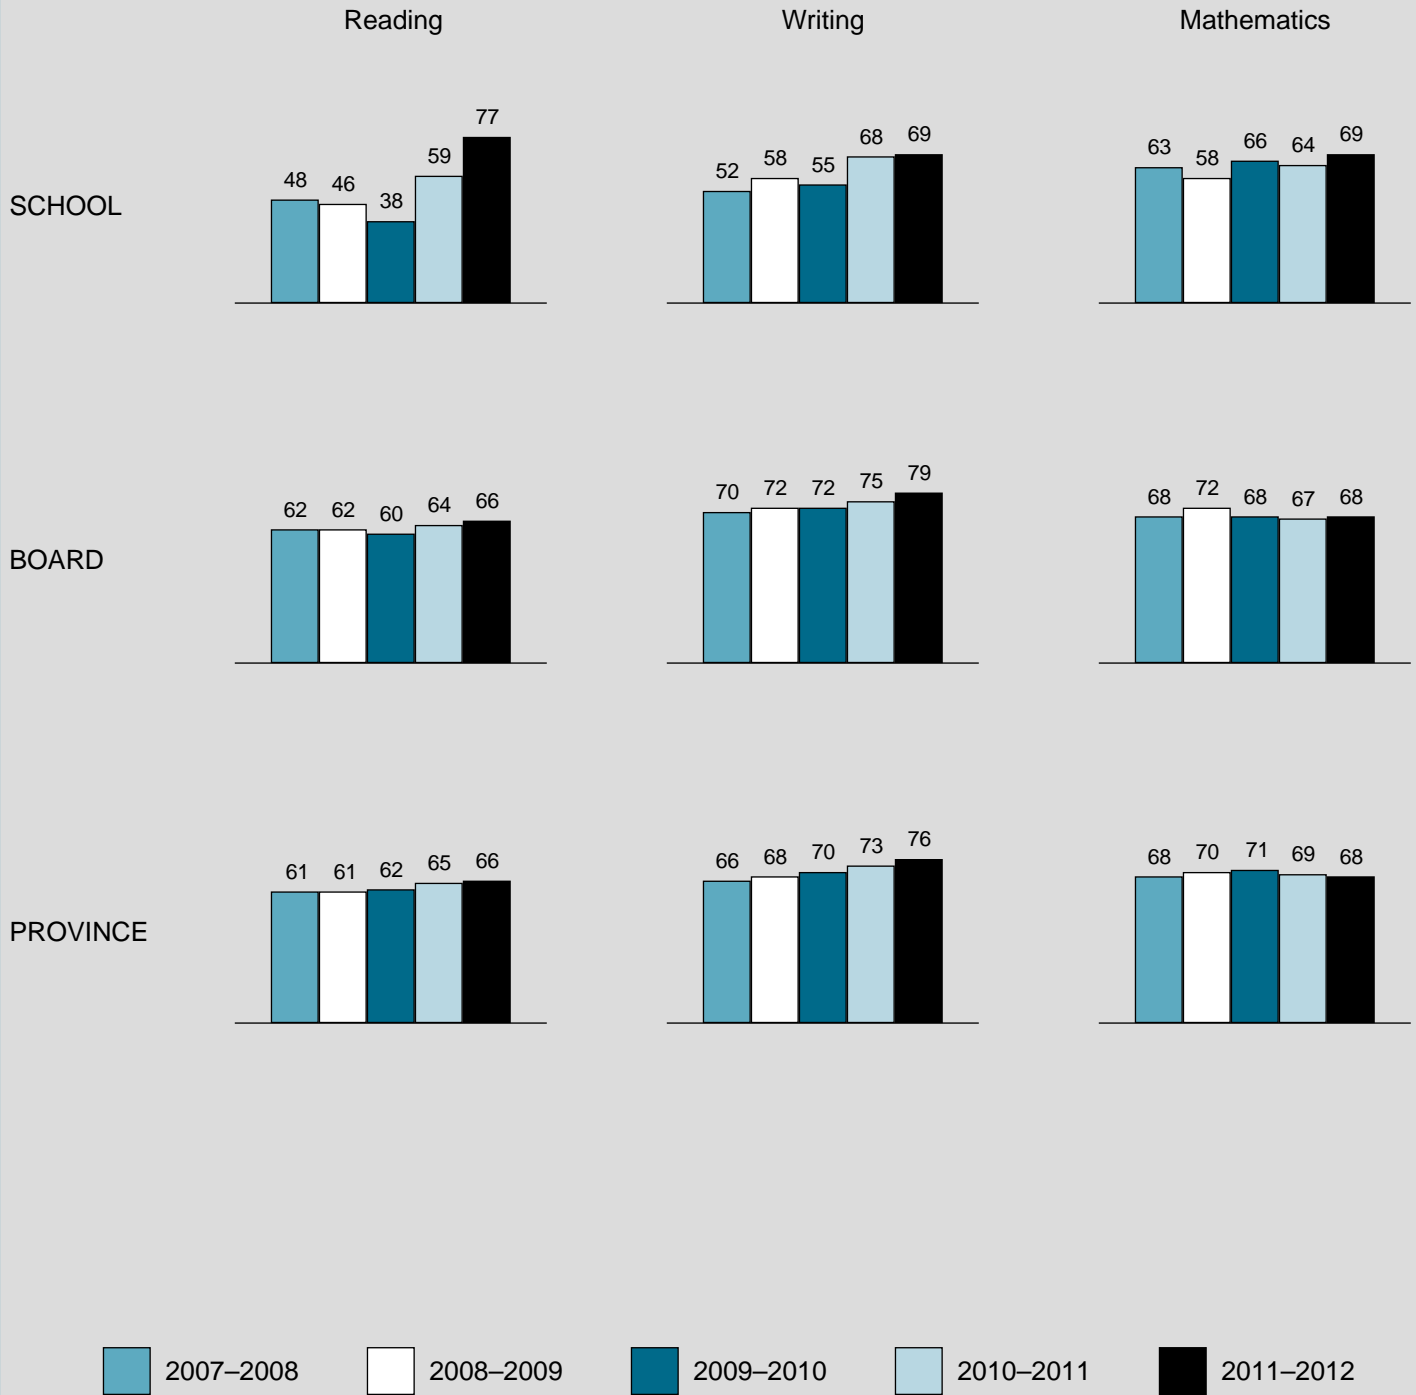 Reading Writing Mathematics
SCHOOL
48 46 38 59 77
52 58 55 68 69
63 58 66 64 69
BOARD
62 62 60 64 66
70 72 72 75 79
68 72 68 67 68
PROVINCE
61 61 62 65 66
66 68 70 73 76
68 70 71 69 68
2007–2008 2008–2009 2009–2010 2010–2011 2011–2012